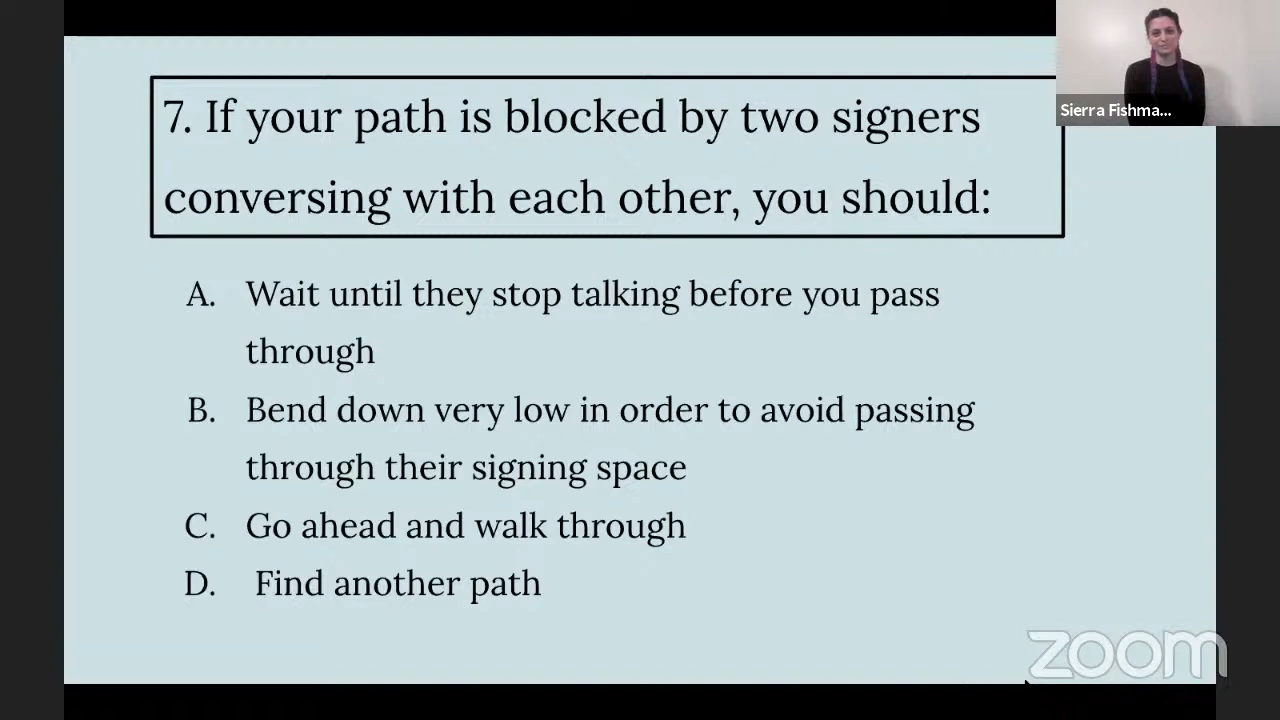 7. If your path is blocked by two signers
conversing with each other, you should:
Sierra Fishma...
A. Wait until they stop talking before you pass
through
B. Bend down very low in order to avoid passing
through their signing space
C. Go ahead and walk through
D. Find another path
zoom